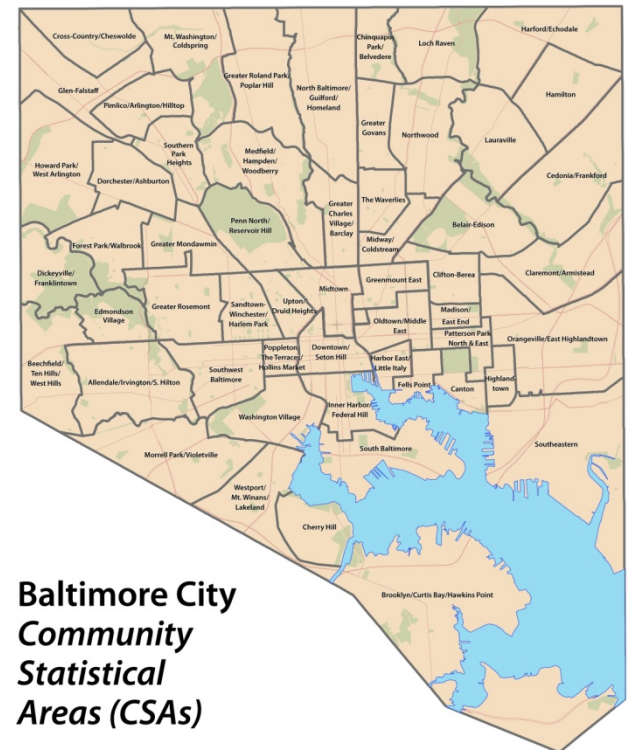 Cross-Country/Cheswolde
Mt. Washington/
Coldspring
Greater Roland Park/
Poplar Hill
North Baltimore/
Guilford/
Homeland
Chinquapin
Park/
Belvedere
Loch Raven
Harford/Echodale
Glen-Falstaff
Pimlico/Arlington/Hilltop
Hamilton
Greater
Govans
Northwood
Lauraville
Southern
Park
Heights
Medfield/
Hampden/
Woodberry
Howard Park/
West Arlington
Dorchester/Ashburton
Cedonia/Frankford
Penn North/
Reservoir Hill
Greater
Charles
Village/
Barclay
The Waverlies
Belair-Edison
Forest Park/Walbrook
Greater Mondawmin
Midway/
Coldstream
Dickeyville/
Franklintown
Midtown
Greenmount East
Clifton-Berea
Claremont/Armistead
Edmondson
Village
Greater Rosemont
Sandtown-
Winchester/
Harlem Park
Upton/
Druid Heights
Oldtown/Middle
East
Madison/
East End
Patterson Park
North & East
Orangeville/East Highlandtown
Beechfield/
Ten Hills/
West Hills
Allendale/Irvington/S. Hilton
Southwest
Baltimore
Poppleton/
The Terraces/
Hollins Market
Downtown/
Seton Hill
Harbor East/
Little Italy
Fells Point
Canton
Highland-
town
Washington Village
Inner Harbor/
Federal Hill
South Baltimore
Southeastern
Morrell Park/Violetville
Westport/
Mt. Winans/
Lakeland
Cherry Hill
Brooklyn/Curtis Bay/Hawkins Point
Baltimore City
Community
Statistical
Areas (CSAs)